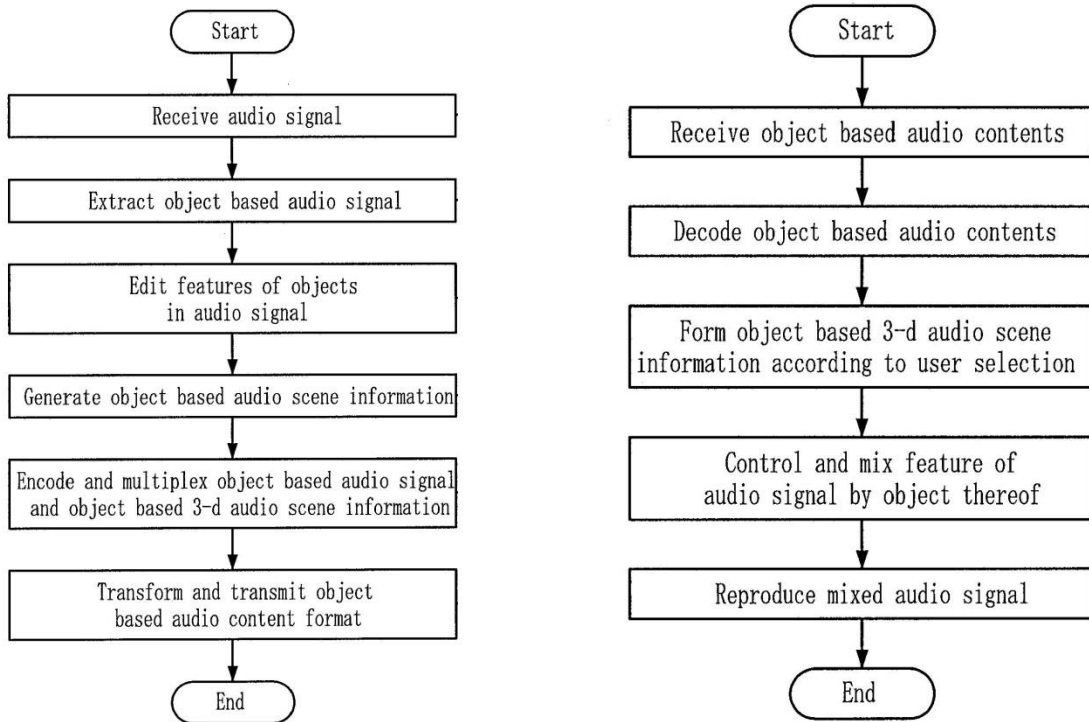 Start
Receive audio signal
Extract object based audio signal
Edit features of objects
in audio signal
Generate object based audio scene information
Encode and multiplex object based audio signal
and object based 3-d audio scene information
Transform and transmit object
based audio content format
End
Start
Receive object based audio contents
Decode object based audio contents
Form object based 3-d audio scene
information according to user selection
Control and mix feature of
audio signal by object thereof
Reproduce mixed audio signal
End